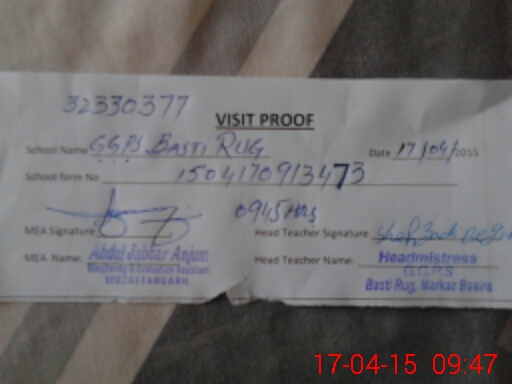 32330377
VISIT PROOF
School Name GGPS Basti Rug Date 17/04/2015
School form No 1504170913473
0945 Hrs
MEA Signature Head Teacher Signature
MEA Name: Abdul Jabbar Anjum Head Teacher Name: Headmistress
Monitoring & Evaluation Assistant G.G.P.S
MUZAFFARGARH Basti Rug, Markaz Basira
17-04-15 09:47